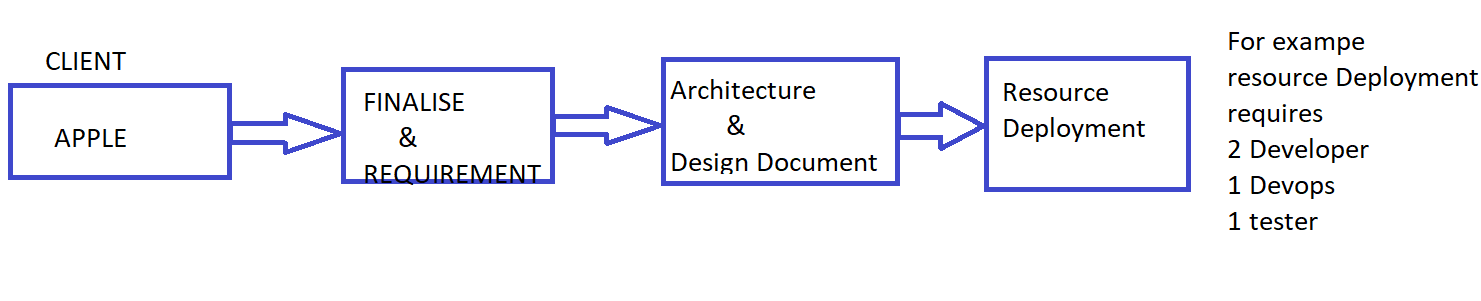 CLIENT
APPLE
FINALISE
&
REQUIREMENT
Architecture
&
Design Document
Resource
Deployment
For exampe
resource Deployment
requires
2 Developer
1 Devops
1 tester